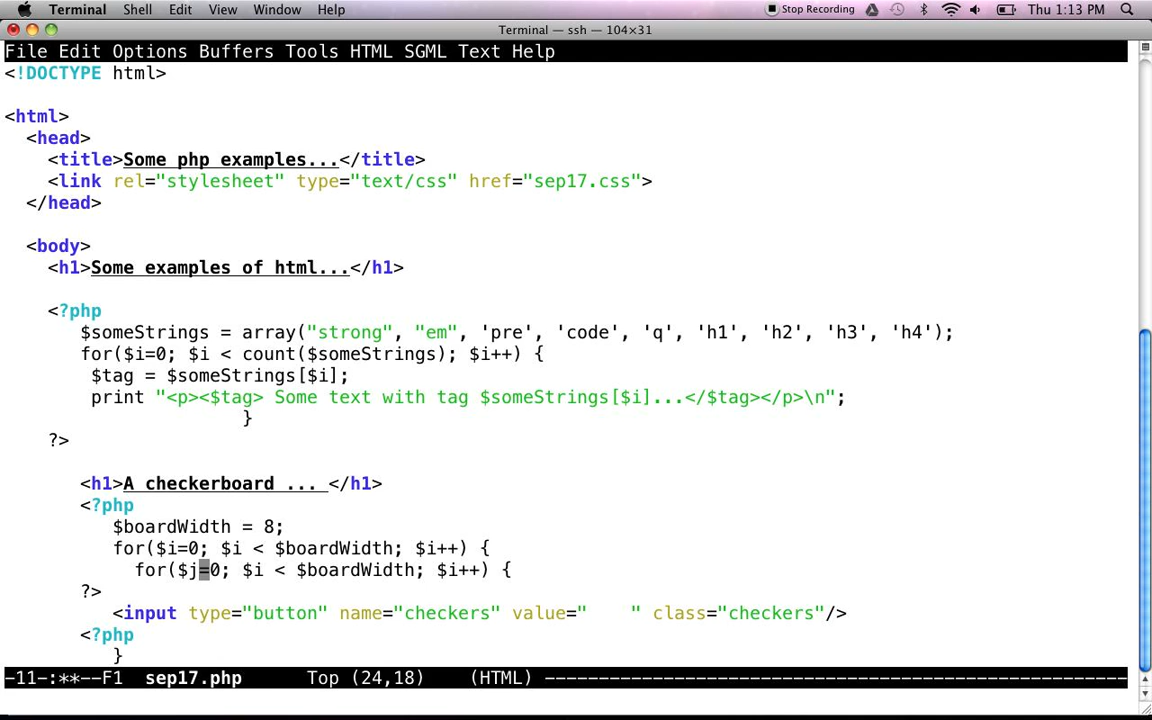 Terminal Shell Edit View Window Help Stop Recording Thu 1:13 PM
Terminal — ssh — 104×31
File Edit Options Buffers Tools HTML SGML Text Help
<!DOCTYPE html>
<html>
<head>
<title>Some php examples...</title>
<link rel="stylesheet" type="text/css" href="sep17.css">
</head>
<body>
<h1>Some examples of html...</h1>
<?php
$someStrings = array("strong", "em", 'pre', 'code', 'q', 'h1', 'h2', 'h3', 'h4');
for($i=0; $i < count($someStrings); $i++) {
$tag = $someStrings[$i];
print "<p><$tag> Some text with tag $someStrings[$i]...</$tag></p>\n";
}
?>
<h1>A checkerboard ... </h1>
<?php
$boardWidth = 8;
for($i=0; $i < $boardWidth; $i++) {
for($j=0; $i < $boardWidth; $i++) {
?>
<input type="button" name="checkers" value="    " class="checkers"/>
<?php
}
-11-:**--F1  sep17.php      Top (24,18)    (HTML) ------------------------------------------------------